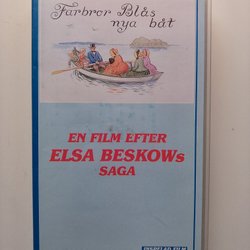 Farbror Blås
nya båt
EN FILM EFTER
ELSA BESKOWs
SAGA